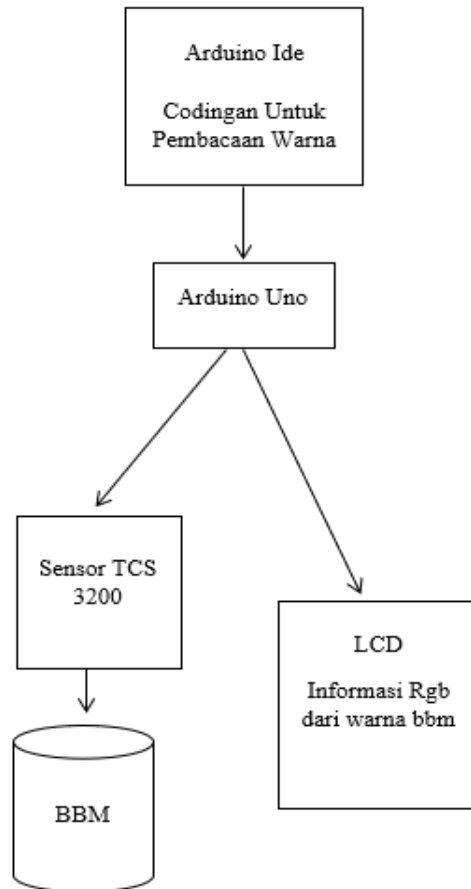 Arduino Ide
Codingan Untuk
Pembacaan Warna
Arduino Uno
Sensor TCS
3200
LCD
Informasi Rgb
dari warna bbm
BBM